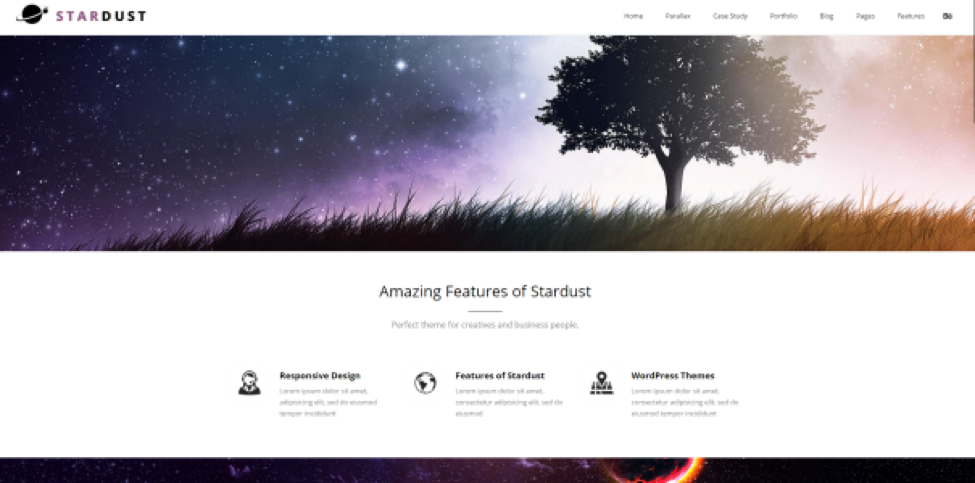 STARDUST
Home Parallax Case Study Portfolio Blog Pages Features
Amazing Features of Stardust
Perfect theme for creatives and business people.
Responsive Design
Lorem ipsum dolor sit amet,
adipisicing elit, sed do eiusmod
tempor incididunt
Features of Stardust
Lorem ipsum dolor sit amet,
consectetur adipisicing elit, sed do
eiusmod
WordPress Themes
Lorem ipsum dolor sit amet,
consectetur adipisicing elit, sed do
eiusmod tempor incididunt